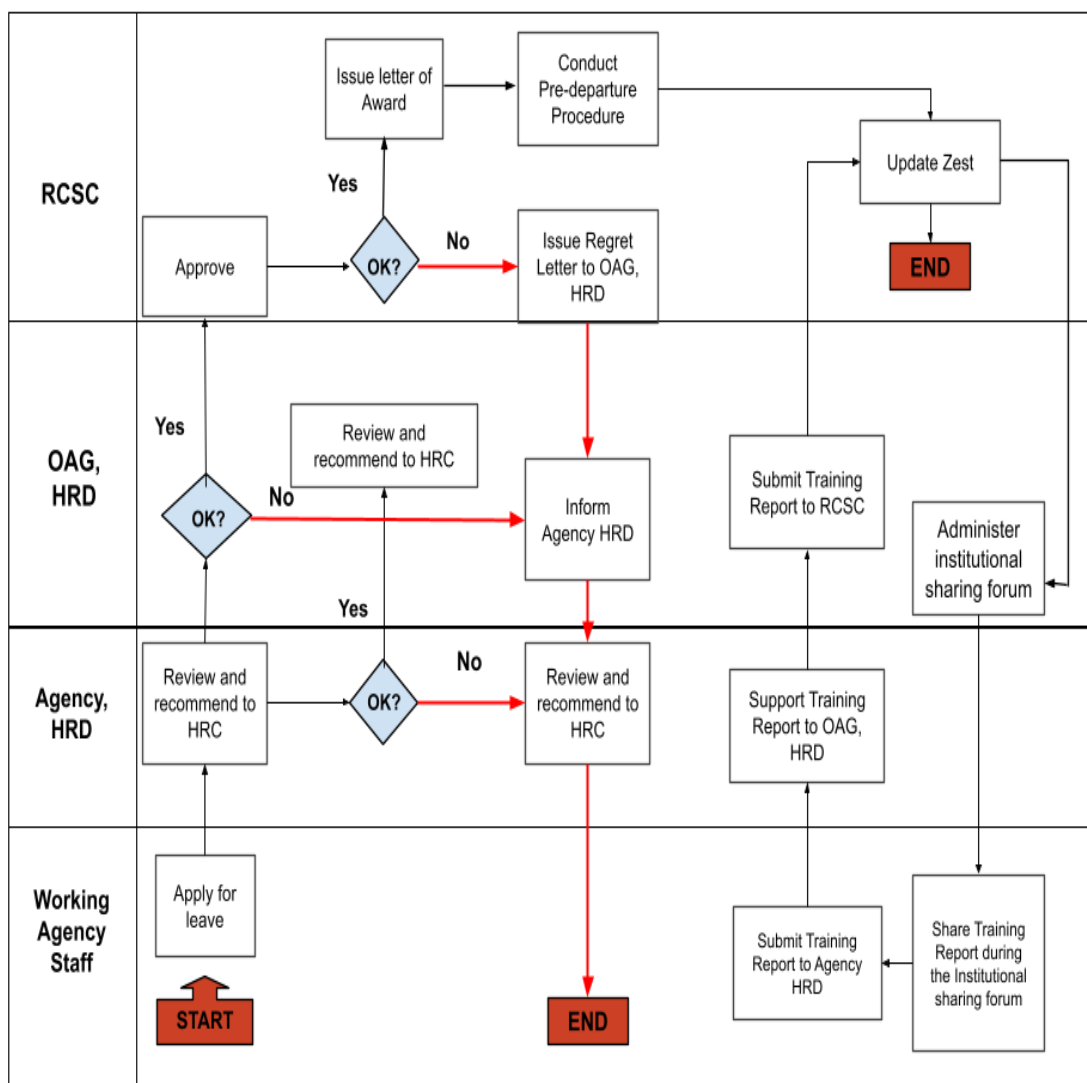 RCSC
Issue letter of
Award
Conduct
Pre-departure
Procedure
Update Zest
Yes
Approve
OK?
No
Issue Regret
Letter to OAG,
HRD
END
OAG,
HRD
Yes
Review and
recommend to HRC
OK?
No
Inform
Agency HRD
Submit Training
Report to RCSC
Administer
institutional
sharing forum
Yes
Agency,
HRD
Review and
recommend to
HRC
OK?
No
Review and
recommend to
HRC
Support Training
Report to OAG,
HRD
Working
Agency
Staff
Apply for
leave
START
END
Submit Training
Report to Agency
HRD
Share Training
Report during
the Institutional
sharing forum